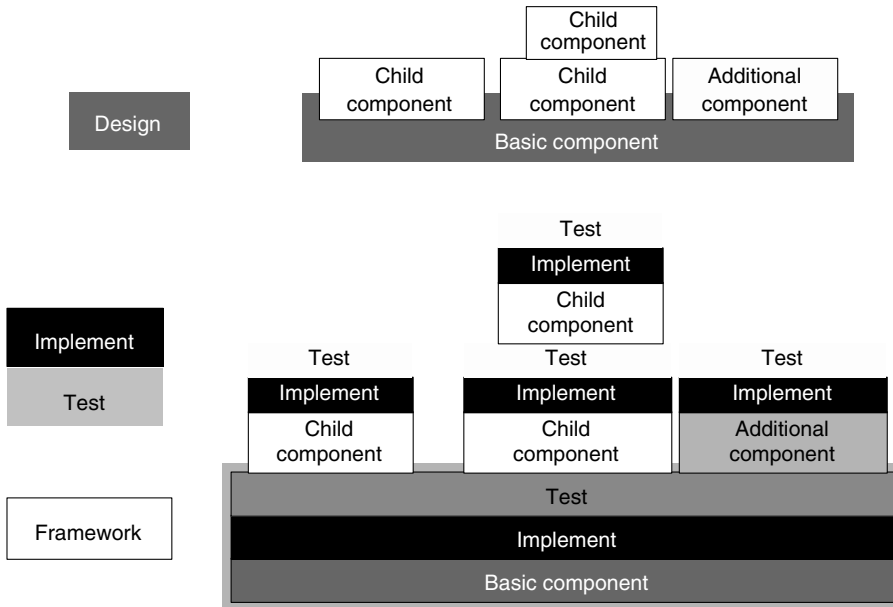 Child
component
Child
component
Child
component
Additional
component
Design
Basic component
Test
Implement
Child
component
Implement
Test
Test
Implement
Child
component
Test
Implement
Child
component
Test
Implement
Additional
component
Framework
Test
Implement
Basic component